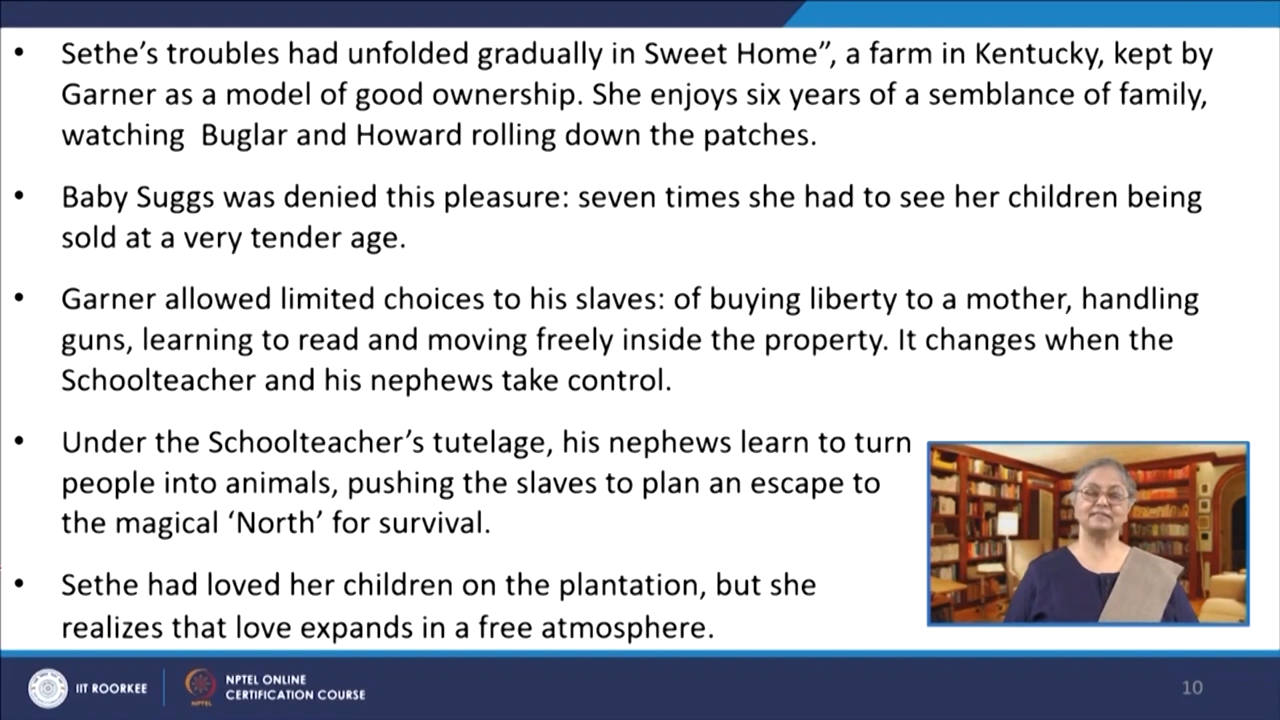 • Sethe's troubles had unfolded gradually in Sweet Home”, a farm in Kentucky, kept by
Garner as a model of good ownership. She enjoys six years of a semblance of family,
watching Buglar and Howard rolling down the patches.
• Baby Suggs was denied this pleasure: seven times she had to see her children being
sold at a very tender age.
• Garner allowed limited choices to his slaves: of buying liberty to a mother, handling
guns, learning to read and moving freely inside the property. It changes when the
Schoolteacher and his nephews take control.
• Under the Schoolteacher’s tutelage, his nephews learn to turn
people into animals, pushing the slaves to plan an escape to
the magical ‘North’ for survival.
• Sethe had loved her children on the plantation, but she
realizes that love expands in a free atmosphere.
IIT ROORKEE
NPTEL
NPTEL ONLINE
CERTIFICATION COURSE
10